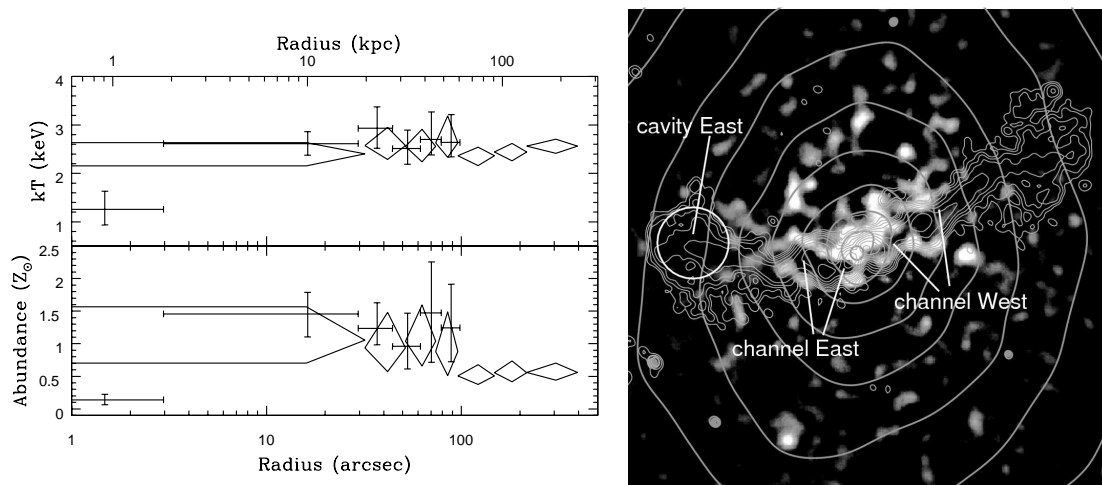 Radius (kpc)
1 10 100
4
3
2
1
kT (keV)
2.5
2
1.5
1
0.5
0
Abundance (Z⊙)
1 10 100
Radius (arcsec)
cavity East
channel West
channel East